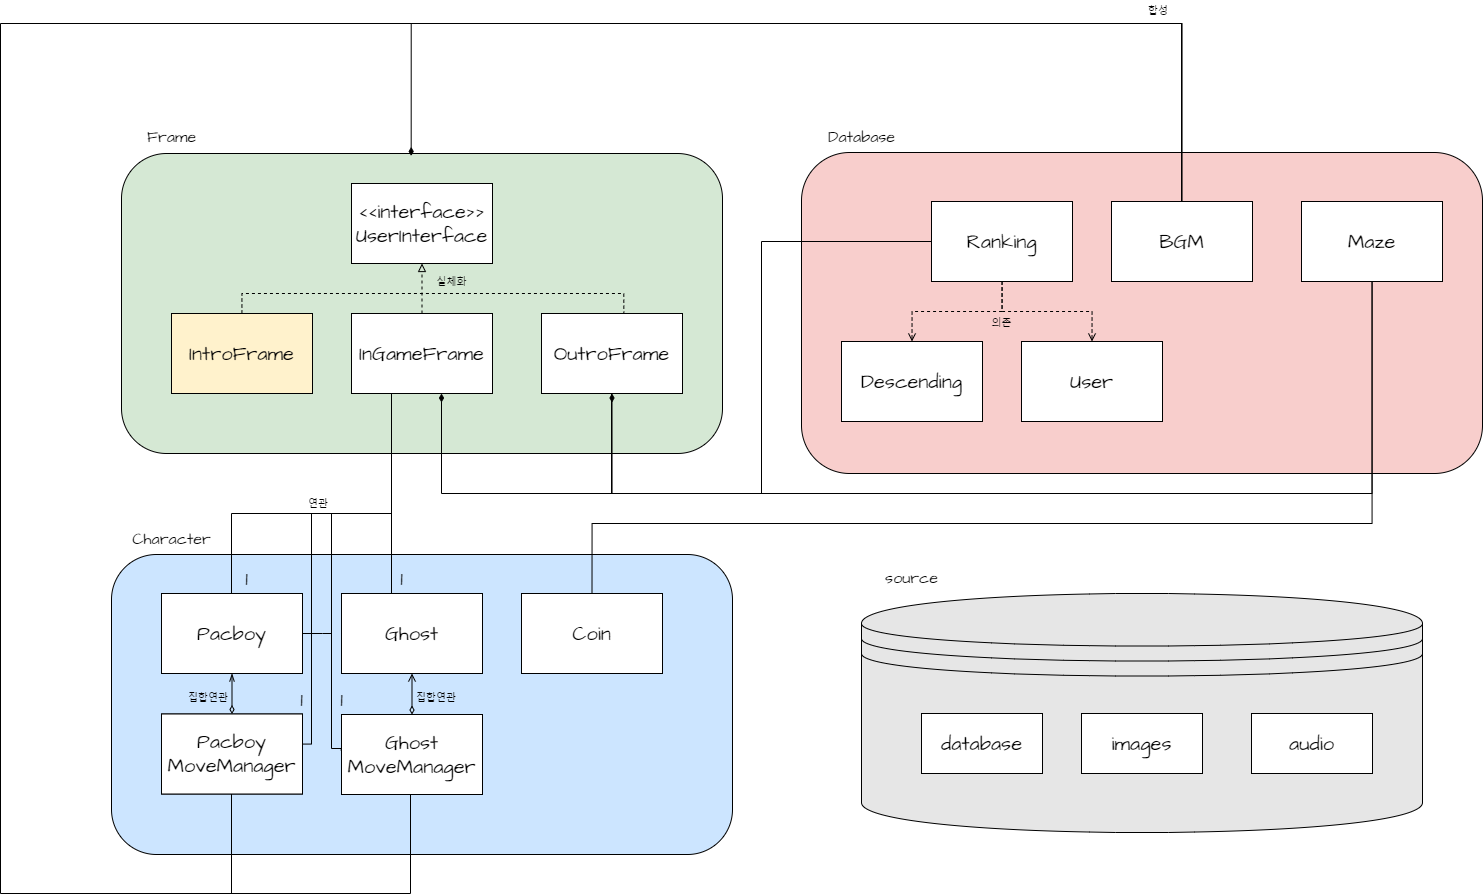 합성
Frame
Database
<<interface>>
UserInterface
실체화
IntroFrame
InGameFrame
OutroFrame
Ranking
BGM
Maze
의존
Descending
User
연관
Character
1
1
Pacboy
Ghost
Coin
집합연관
1
1
집합연관
Pacboy
MoveManager
Ghost
MoveManager
source
database
images
audio